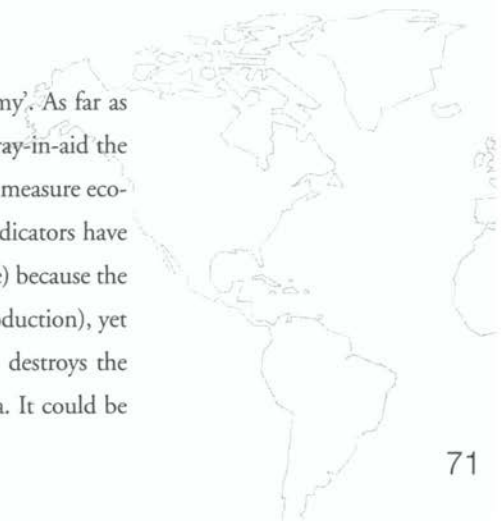 my’. As far as
ray-in-aid the
measure eco-
dicators have
e) because the
oduction), yet
destroys the
a. It could be
71